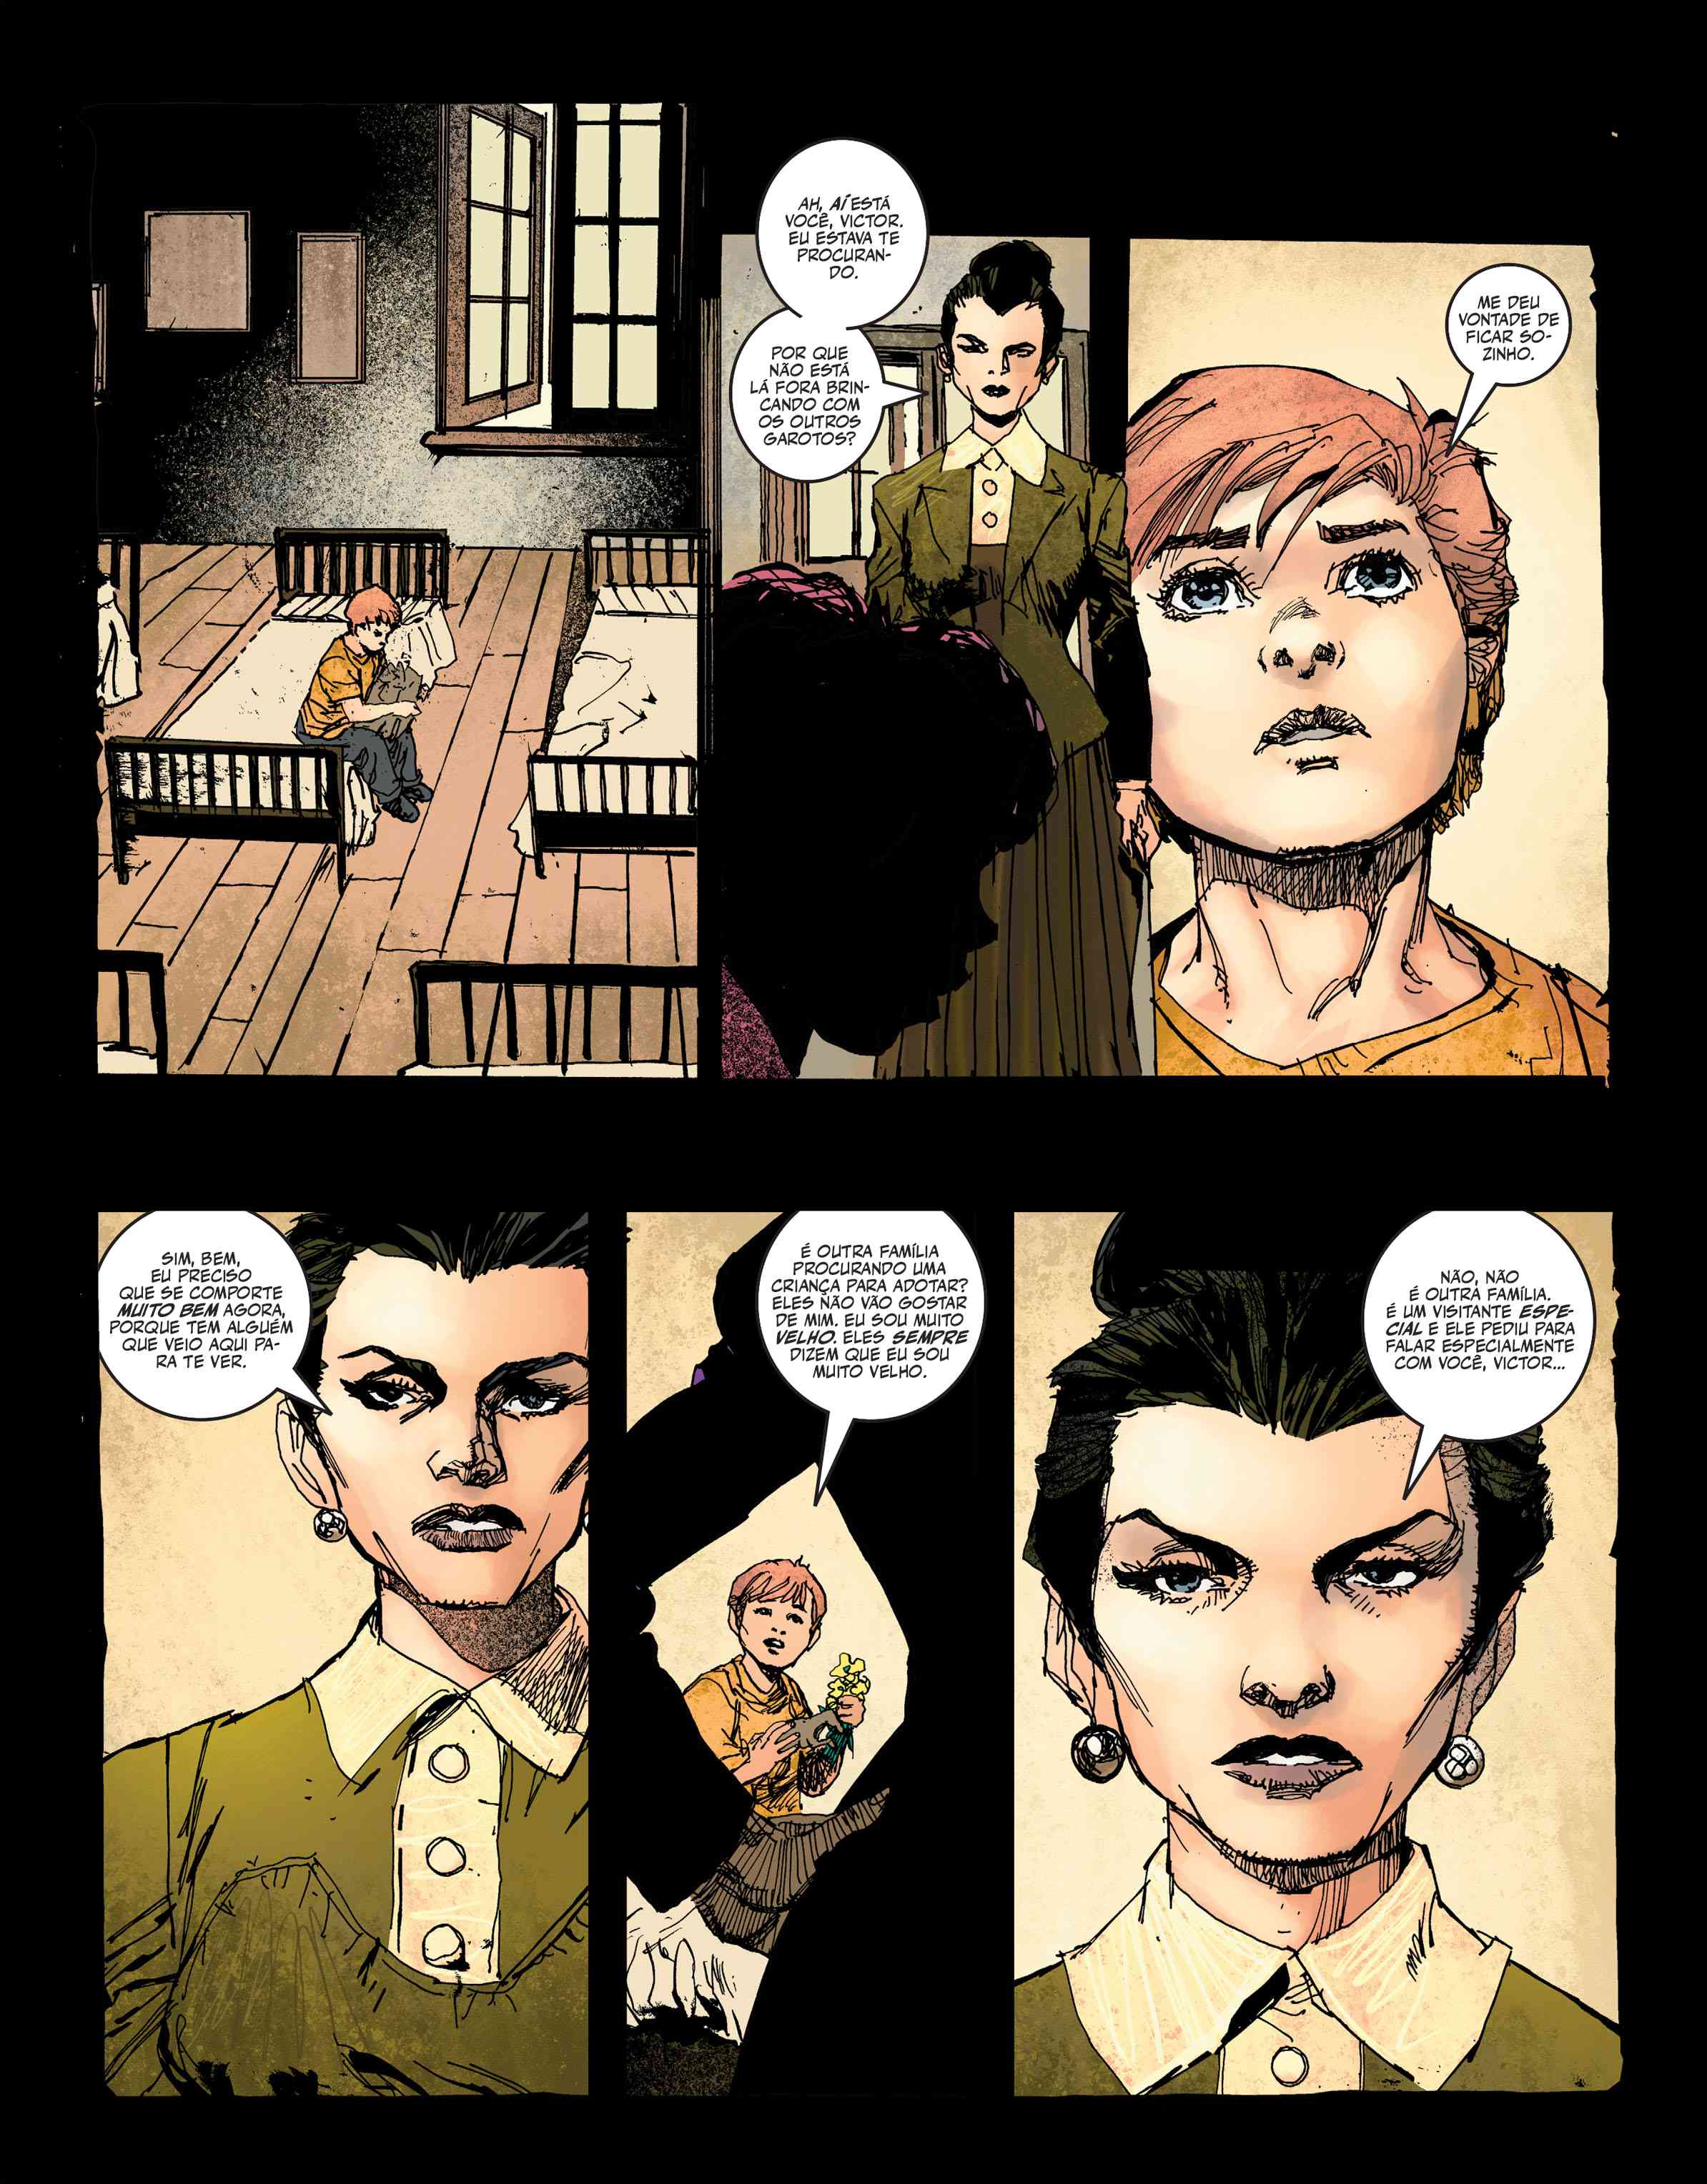 AH, AÍ ESTÁ
VOCÊ, VICTOR.
EU ESTAVA TE
PROCURAN-
DO.
POR QUE
NÃO ESTÁ
LÁ FORA BRIN-
CANDO COM
OS OUTROS
GAROTOS?
ME DEU
VONTADE DE
FICAR SO-
ZINHO.
SIM, BEM,
EU PRECISO
QUE SE COMPORTE
MUITO BEM AGORA,
PORQUE TEM ALGUÉM
QUE VEIO AQUI PA-
RA TE VER.
É OUTRA FAMÍLIA
PROCURANDO UMA
CRIANÇA PARA ADOTAR?
ELES NÃO VÃO GOSTAR
DE MIM. EU SOU MUITO
VELHO. ELES SEMPRE
DIZEM QUE EU SOU
MUITO VELHO.
NÃO, NÃO
É OUTRA FAMÍLIA.
É UM VISITANTE ESPE-
CIAL E ELE PEDIU PARA
FALAR ESPECIALMENTE
COM VOCÊ, VICTOR...